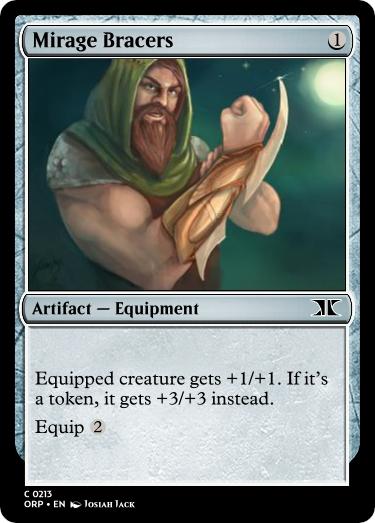 Mirage Bracers 1
Artifact — Equipment
Equipped creature gets +1/+1. If it's
a token, it gets +3/+3 instead.
Equip 2
C 0213
ORP • EN Josiah Jack